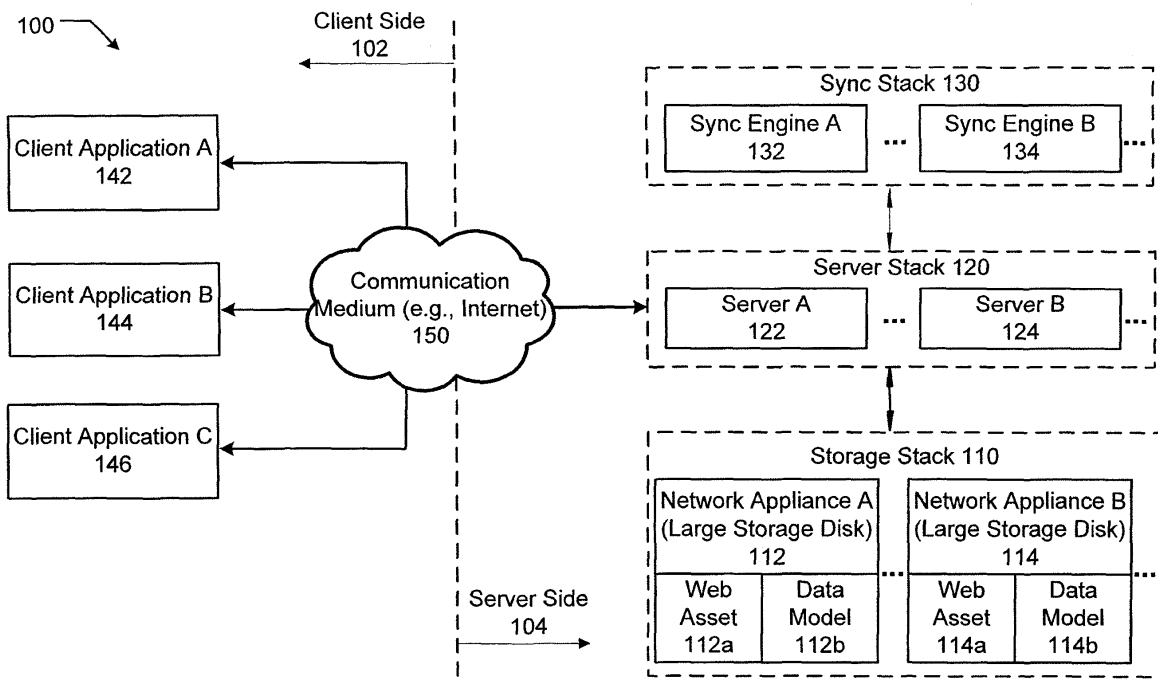 100
Client Side
102
Client Application A
142
Client Application B
144
Client Application C
146
Communication
Medium (e.g., Internet)
150
Server Side
104
Sync Stack 130
Sync Engine A
132
...
Sync Engine B
134
...
Server Stack 120
Server A
122
...
Server B
124
...
Storage Stack 110
Network Appliance A
(Large Storage Disk)
112
Web
Asset
112a
Data
Model
112b
...
Network Appliance B
(Large Storage Disk)
114
Web
Asset
114a
Data
Model
114b
...